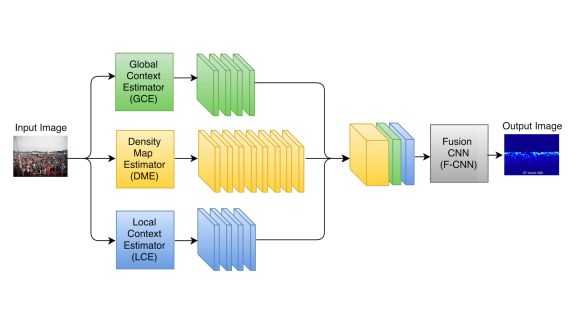 Input Image
Global
Context
Estimator
(GCE)
Density
Map
Estimator
(DME)
Local
Context
Estimator
(LCE)
Fusion
CNN
(F-CNN)
Output Image